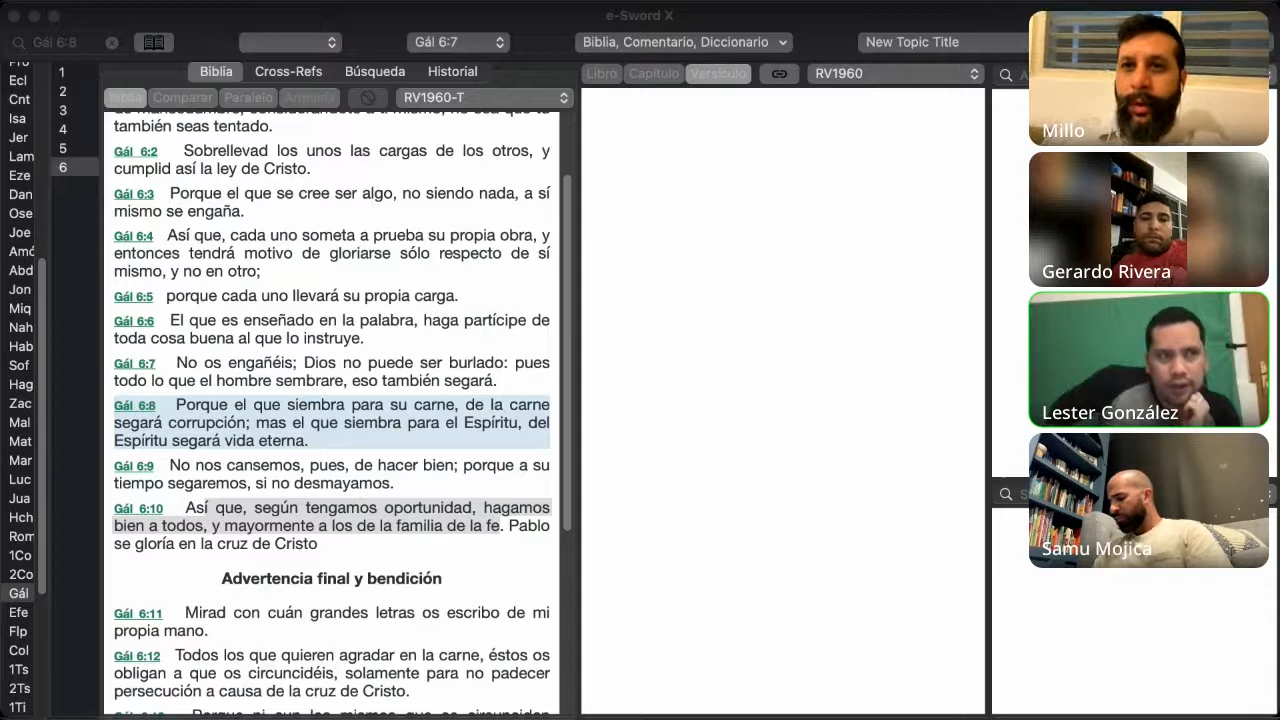 e-Sword X
Gál 6:8
Gál 6:7
Biblia, Comentario, Diccionario
New Topic Title
Biblia
Cross-Refs
Búsqueda
Historial
Biblia
Comparar
Paralelo
RV1960-T
Libro
Capítulo
Versículo
RV1960
Ecl
Cnt
Isa
Jer
Lam
Eze
Dan
Ose
Joe
Amó
Abd
Jon
Miq
Nah
Hab
Sof
Hag
Zac
Mal
Mat
Mar
Luc
Jua
Hch
Rom
1Co
2Co
Gál
Efe
Flp
Col
1Ts
2Ts
1Ti
1
2
3
4
5
6
también seas tentado.
Gál 6:2 Sobrellevad los unos las cargas de los otros, y
cumplid así la ley de Cristo.
Gál 6:3 Porque el que se cree ser algo, no siendo nada, a sí
mismo se engaña.
Gál 6:4 Así que, cada uno someta a prueba su propia obra, y
entonces tendrá motivo de gloriarse sólo respecto de sí
mismo, y no en otro;
Gál 6:5 porque cada uno llevará su propia carga.
Gál 6:6 El que es enseñado en la palabra, haga partícipe de
toda cosa buena al que lo instruye.
Gál 6:7 No os engañéis; Dios no puede ser burlado: pues
todo lo que el hombre sembrare, eso también segará.
Gál 6:8 Porque el que siembra para su carne, de la carne
segará corrupción; mas el que siembra para el Espíritu, del
Espíritu segará vida eterna.
Gál 6:9 No nos cansemos, pues, de hacer bien; porque a su
tiempo segaremos, si no desmayamos.
Gál 6:10 Así que, según tengamos oportunidad, hagamos
bien a todos, y mayormente a los de la familia de la fe. Pablo
se gloría en la cruz de Cristo
Advertencia final y bendición
Gál 6:11 Mirad con cuán grandes letras os escribo de mi
propia mano.
Gál 6:12 Todos los que quieren agradar en la carne, éstos os
obligan a que os circuncidéis, solamente para no padecer
persecución a causa de la cruz de Cristo.
Millo
Gerardo Rivera
Lester González
Samu Mojica